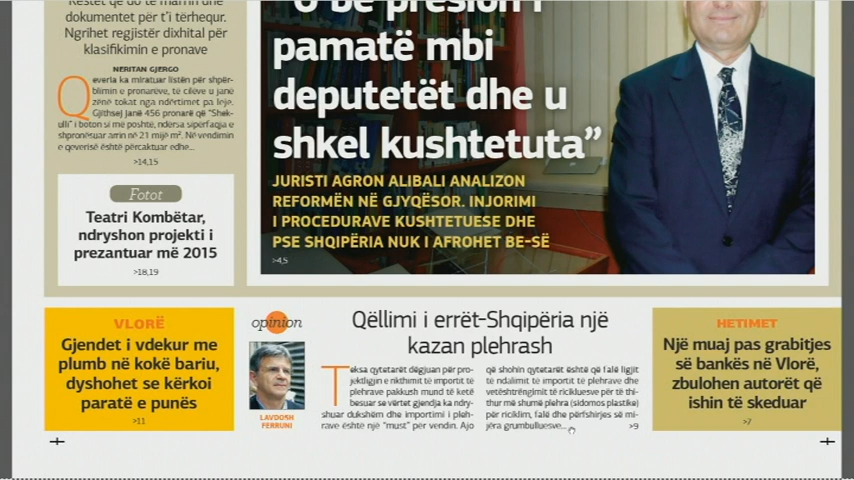 Kështet që do të marrin dhe
dokumentet për t'i tërhequr.
Ngrihet regjistër dixhital për
klasifikimin e pronave
NERITAN GJERGO
Qeveria ka miratuar listën për shpër-
blimin e pronarëve, të cilëve u janë
zënë tokat nga ndërtimet pa leje.
Gjithsej janë 456 pronarë që "Shek-
ulli" i boton si më poshtë, ndërsa sipërfaqja e
shpronësuar arrin në 21 mijë m². Në vendimin
e qeverisë është përcaktuar edhe...
>14,15
Fotot
Teatri Kombëtar,
ndryshon projekti i
prezantuar më 2015
>18,19
"U bë presion i
pamatë mbi
deputetët dhe u
shkel kushtetuta”
JURISTI AGRON ALIBALI ANALIZON
REFORMËN NË GJYQËSOR. INJORIMI
I PROCEDURAVE KUSHTETUESE DHE
PSE SHQIPËRIA NUK I AFROHET BE-SË
>4,5
VLORË
Gjendet i vdekur me
plumb në kokë bariu,
dyshohet se kërkoi
paratë e punës
>11
opinion
LAVDOSH
FERRUNI
Qëllimi i errët-Shqipëria një
kazan plehrash
Teksa qytetarët dëgjuan për pro-
jektligjin e rikthimit të importit të
plehrave pakkush mund të ketë
besuar se vërtet gjendja ka ndry-
shuar dukshëm dhe importimi i pleh-
rave është një "must" për vendin. Ajo
që shohin qytetarët është që falë ligjit
të ndalimit të importit të plehrave dhe
vetështrëngimit të ricikluesve për të thi-
thur më shumë plehra (sidomos plastike)
për riciklim, falë dhe përfshirjes së mi-
jëra grumbulluesve...
>9
HETIMET
Një muaj pas grabitjes
së bankës në Vlorë,
zbulohen autorët që
ishin të skeduar
>7